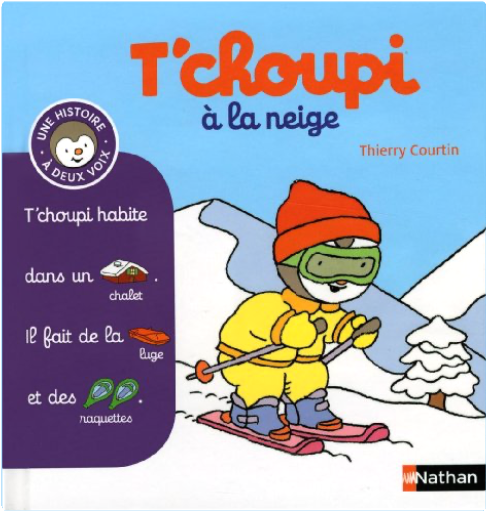 T'choupi
à la neige
Thierry Courtin
UNE HISTOIRE
À DEUX VOIX
T'choupi habite
dans un .
chalet
Il fait de la
luge
et des .
raquettes
Nathan